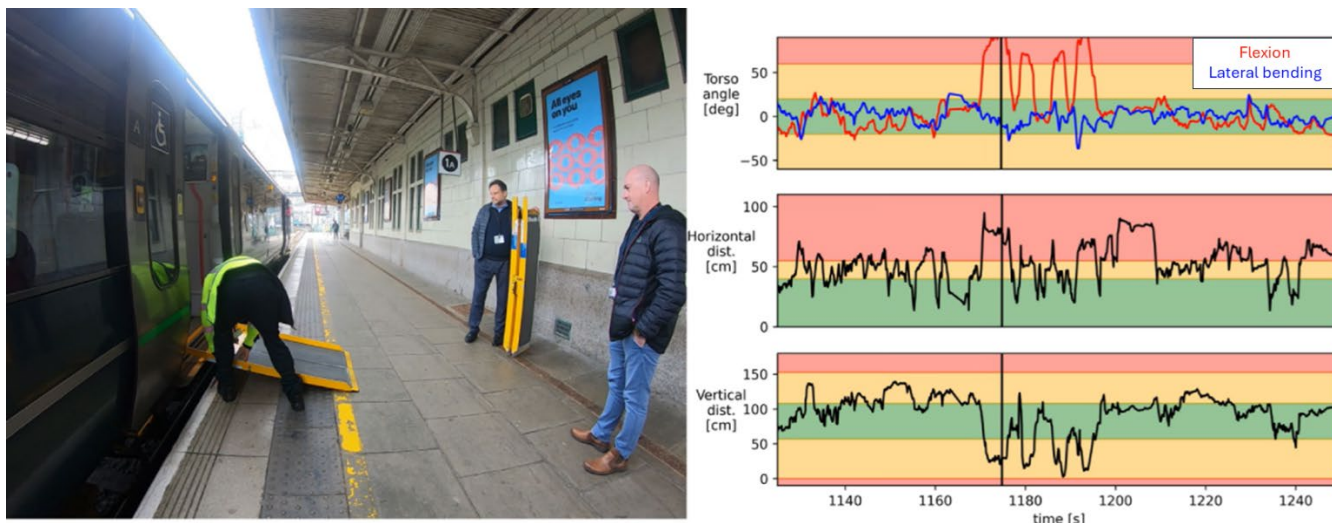 A
All eyes
on you
1A
Flexion
Lateral bending
Torso
angle
[deg]
50
0
−50
Horizontal
dist.
[cm]
100
50
0
Vertical
dist.
[cm]
150
100
50
0
1140
1160
1180
1200
1220
1240
time [s]